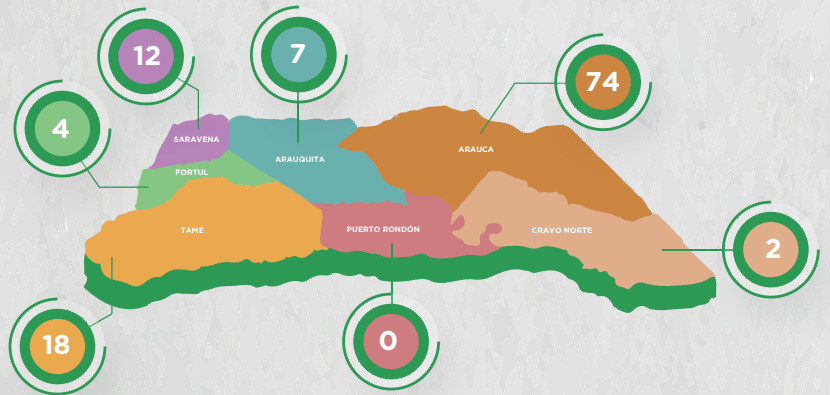 12
7
74
4
SARAVENA
ARAUQUITA
ARAUCA
FORTUL
TAME
PUERTO RONDÓN
CRAVO NORTE
2
18
0